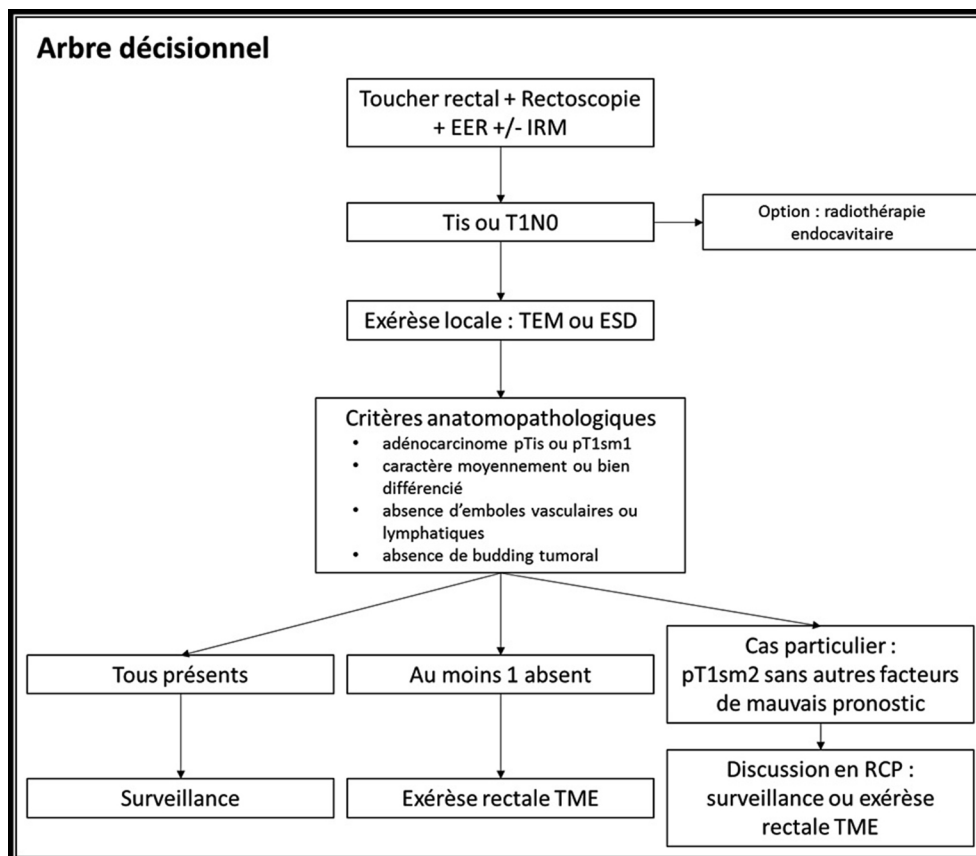 Arbre décisionnel
Toucher rectal + Rectoscopie
+ EER +/- IRM
Tis ou T1N0
Option : radiothérapie
endocavitaire
Exérèse locale : TEM ou ESD
Critères anatomopathologiques
• adénocarcinome pTis ou pT1sm1
• caractère moyennement ou bien
différencié
• absence d'emboles vasculaires ou
lymphatiques
• absence de budding tumoral
Tous présents
Au moins 1 absent
Cas particulier :
pT1sm2 sans autres facteurs
de mauvais pronostic
Surveillance
Exérèse rectale TME
Discussion en RCP :
surveillance ou exérèse
rectale TME